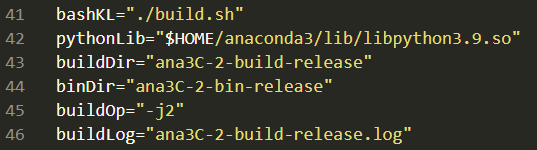 41 bashKL="./build.sh"
42 pythonLib="$HOME/anaconda3/lib/libpython3.9.so"
43 buildDir="ana3C-2-build-release"
44 binDir="ana3C-2-bin-release"
45 buildOp="-j2"
46 buildLog="ana3C-2-build-release.log"